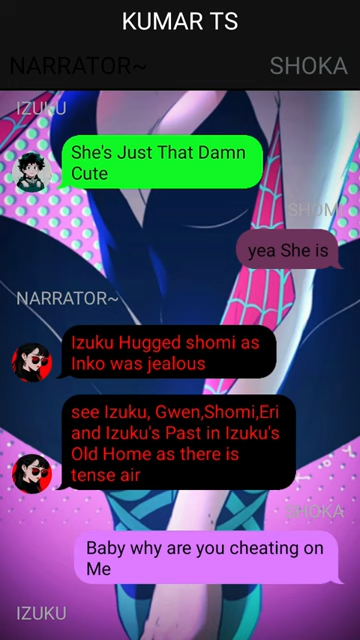 KUMAR TS
NARRATOR~
SHOKA
IZUKU
She's Just That Damn
Cute
SHOMI
yea She is
NARRATOR~
Izuku Hugged shomi as
Inko was jealous
see Izuku, Gwen,Shomi,Eri
and Izuku's Past in Izuku's
Old Home as there is
tense air
SHOKA
Baby why are you cheating on
Me
IZUKU